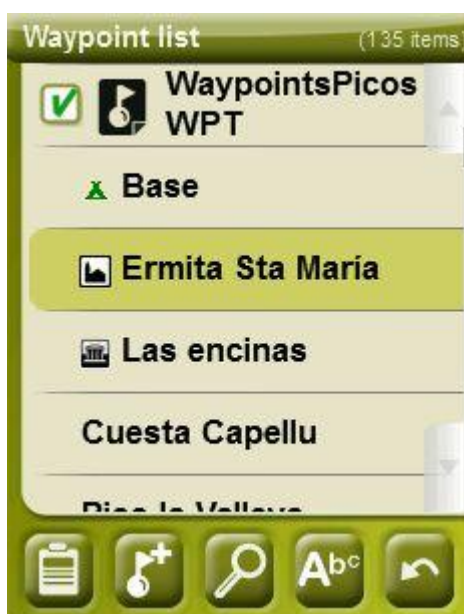 Waypoint list (135 items)
WaypointsPicos
WPT
Base
Ermita Sta María
Las encinas
Cuesta Capellu
Abc